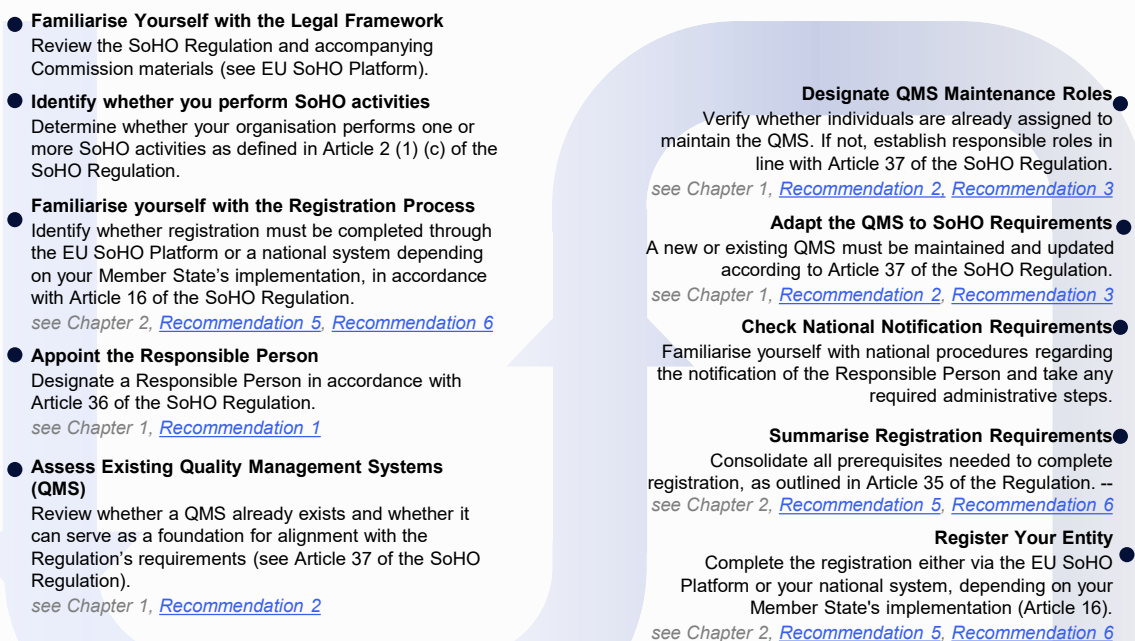 Familiarise Yourself with the Legal Framework
Review the SoHO Regulation and accompanying
Commission materials (see EU SoHO Platform).
Identify whether you perform SoHO activities
Determine whether your organisation performs one or
more SoHO activities as defined in Article 2 (1) (c) of the
SoHO Regulation.
Familiarise yourself with the Registration Process
Identify whether registration must be completed through
the EU SoHO Platform or a national system depending
on your Member State's implementation, in accordance
with Article 16 of the SoHO Regulation.
see Chapter 2, Recommendation 5, Recommendation 6
Appoint the Responsible Person
Designate a Responsible Person in accordance with
Article 36 of the SoHO Regulation.
see Chapter 1, Recommendation 1
Assess Existing Quality Management Systems
(QMS)
Review whether a QMS already exists and whether it
can serve as a foundation for alignment with the
Regulation's requirements (see Article 37 of the SoHO
Regulation).
see Chapter 1, Recommendation 2
Designate QMS Maintenance Roles
Verify whether individuals are already assigned to
maintain the QMS. If not, establish responsible roles in
line with Article 37 of the SoHO Regulation.
see Chapter 1, Recommendation 2, Recommendation 3
Adapt the QMS to SoHO Requirements
A new or existing QMS must be maintained and updated
according to Article 37 of the SoHO Regulation.
see Chapter 1, Recommendation 2, Recommendation 3
Check National Notification Requirements
Familiarise yourself with national procedures regarding
the notification of the Responsible Person and take any
required administrative steps.
Summarise Registration Requirements
Consolidate all prerequisites needed to complete
registration, as outlined in Article 35 of the Regulation. --
see Chapter 2, Recommendation 5, Recommendation 6
Register Your Entity
Complete the registration either via the EU SoHO
Platform or your national system, depending on your
Member State's implementation (Article 16).
see Chapter 2, Recommendation 5, Recommendation 6